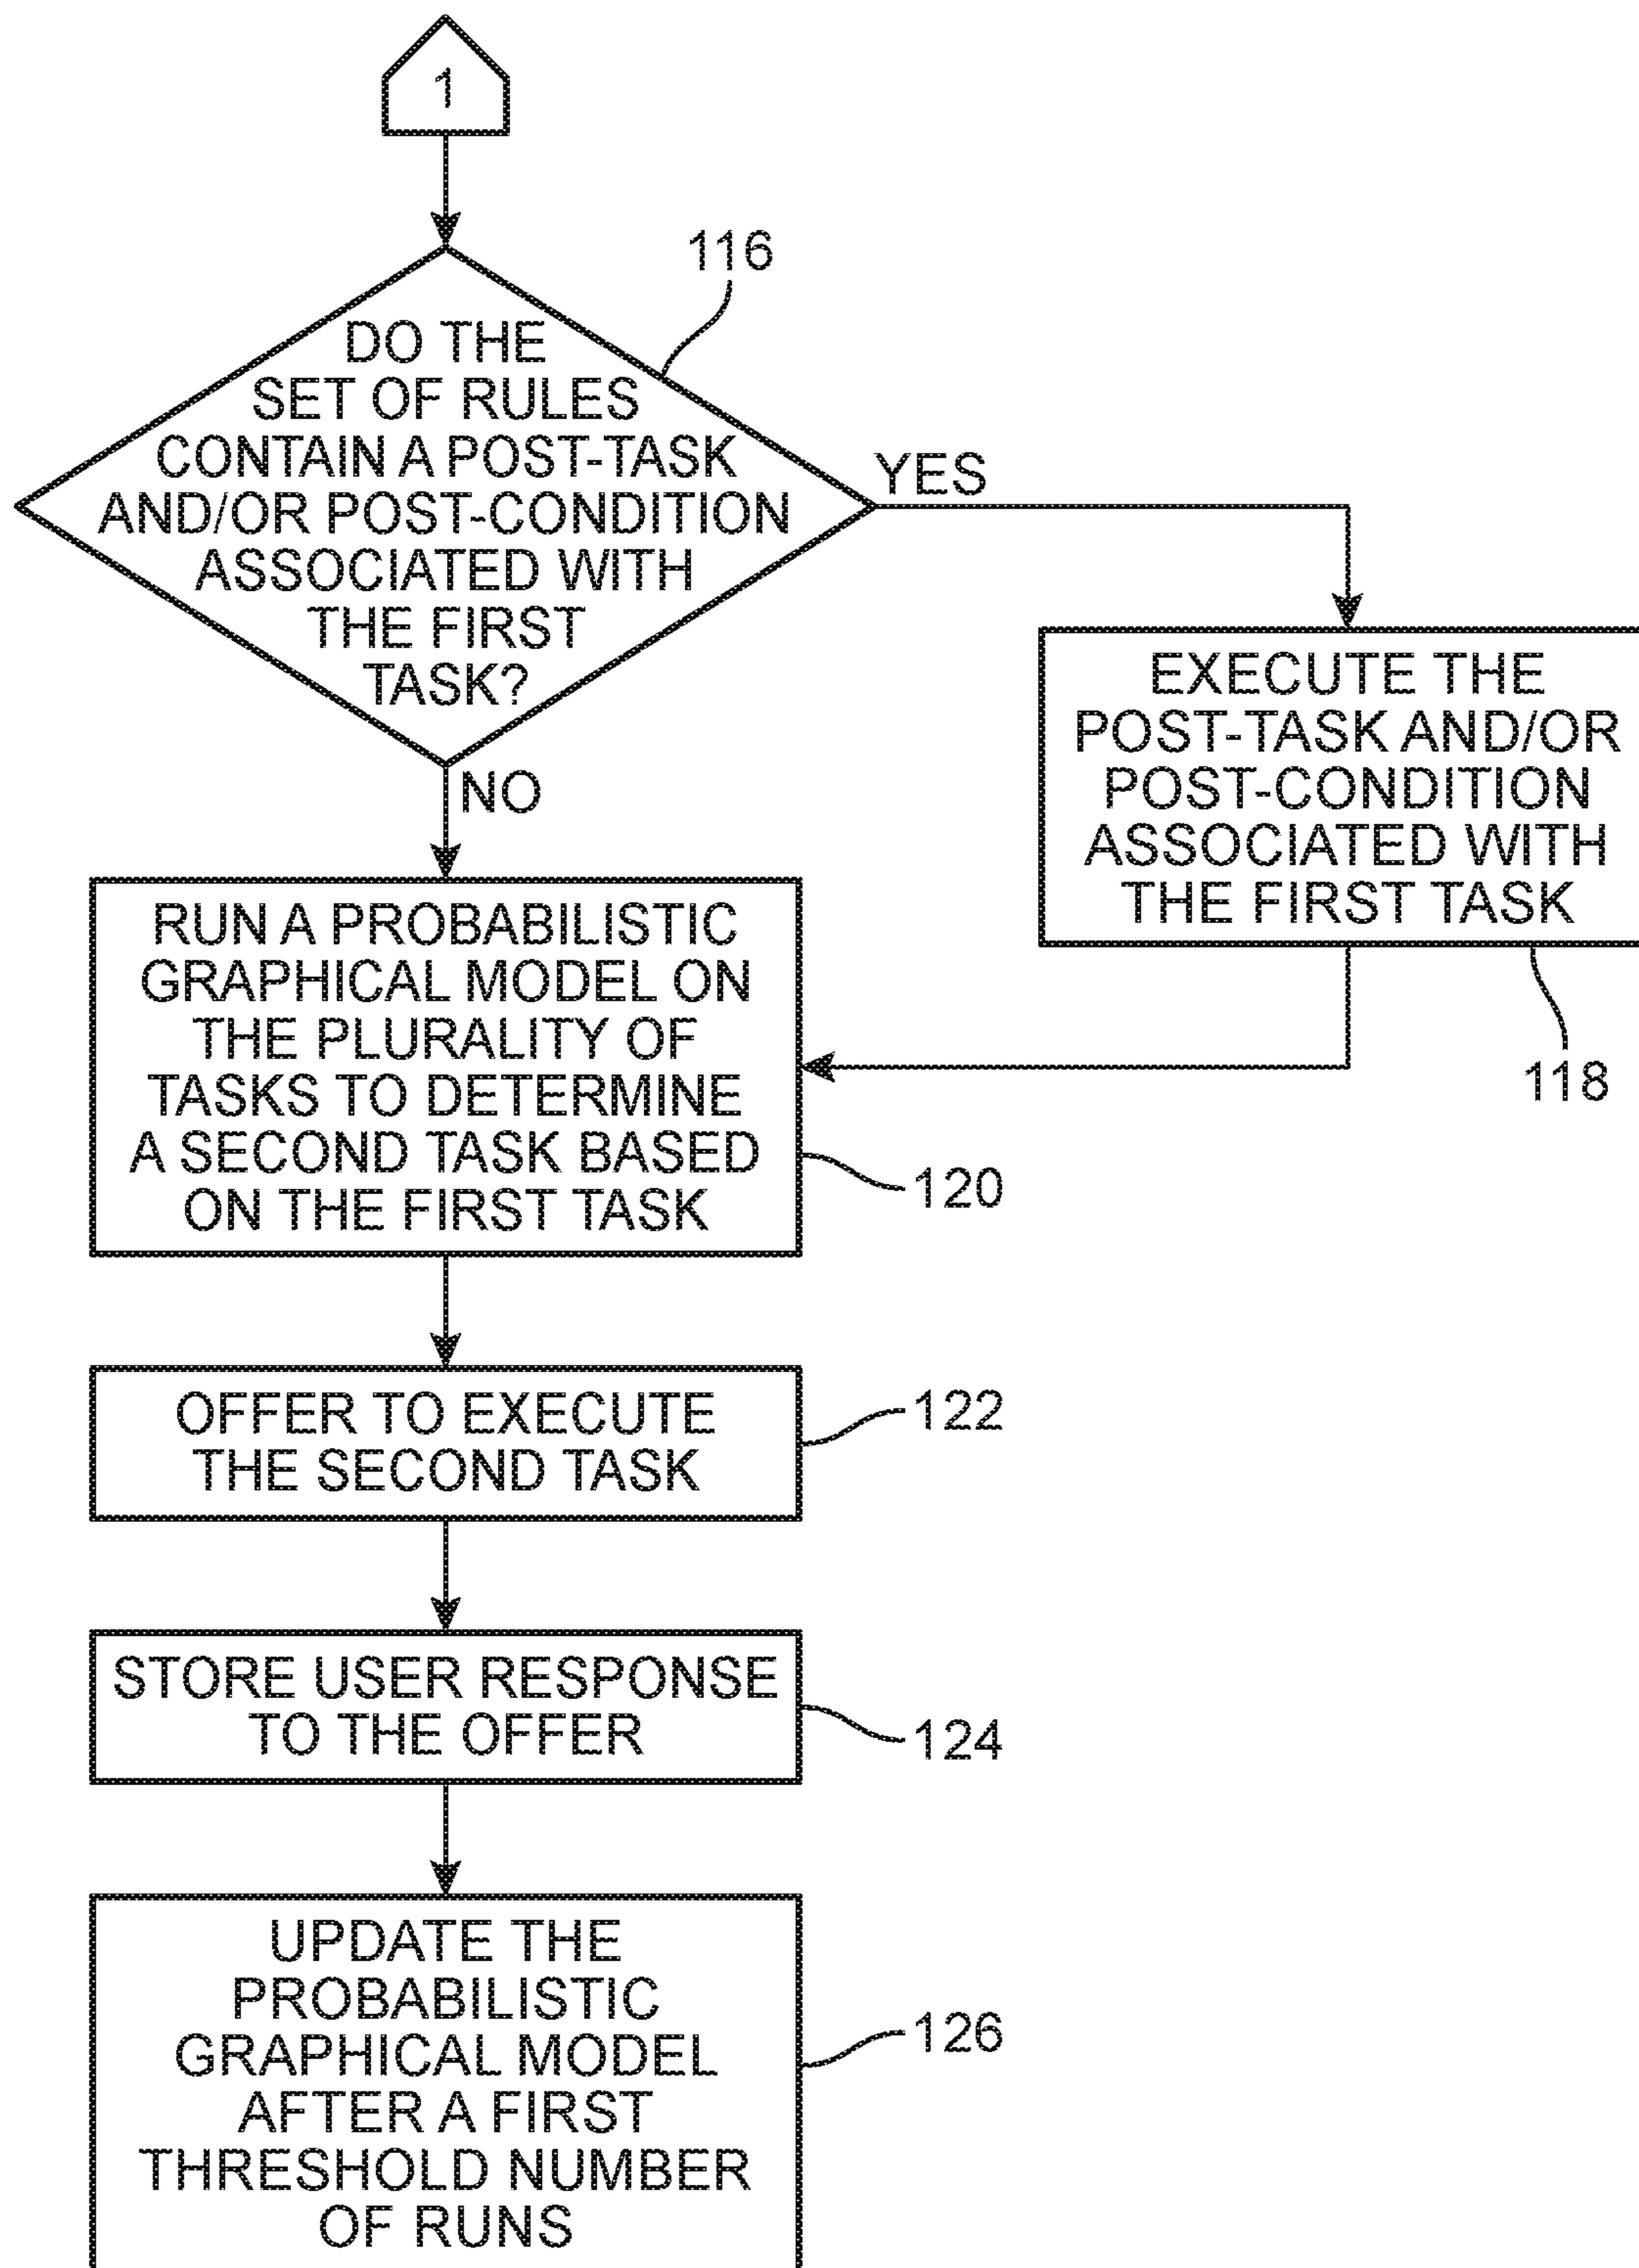 1
116
DO THE
SET OF RULES
CONTAIN A POST-TASK
AND/OR POST-CONDITION
ASSOCIATED WITH
THE FIRST
TASK?
YES
NO
EXECUTE THE
POST-TASK AND/OR
POST-CONDITION
ASSOCIATED WITH
THE FIRST TASK
118
RUN A PROBABILISTIC
GRAPHICAL MODEL ON
THE PLURALITY OF
TASKS TO DETERMINE
A SECOND TASK BASED
ON THE FIRST TASK
120
OFFER TO EXECUTE
THE SECOND TASK
122
STORE USER RESPONSE
TO THE OFFER
124
UPDATE THE
PROBABILISTIC
GRAPHICAL MODEL
AFTER A FIRST
THRESHOLD NUMBER
OF RUNS
126